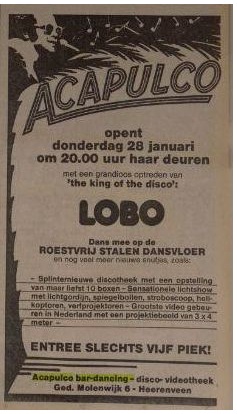 ACAPULCO
opent
donderdag 28 januari
om 20.00 uur haar deuren
met een grandioos optreden van
'the king of the disco':
LOBO
Dans mee op de
ROESTVRIJ STALEN DANSVLOER
en nog veel meer nieuwe snufjes, zoals:
– Splinternieuwe discotheek met een opstelling
van maar liefst 10 boxen – Sensationele lichtshow
met lichtgordijn, spiegelbollen, stroboscoop, heli-
koptoren, verfprojektoren – Grootste video gebeu-
ren in Nederland met een projektiebeeld van 3 x 4
meter –
ENTREE SLECHTS VIJF PIEK!
Acapulco bar-dancing – disco- videotheek
Ged. Molenwijk 6 - Heerenveen